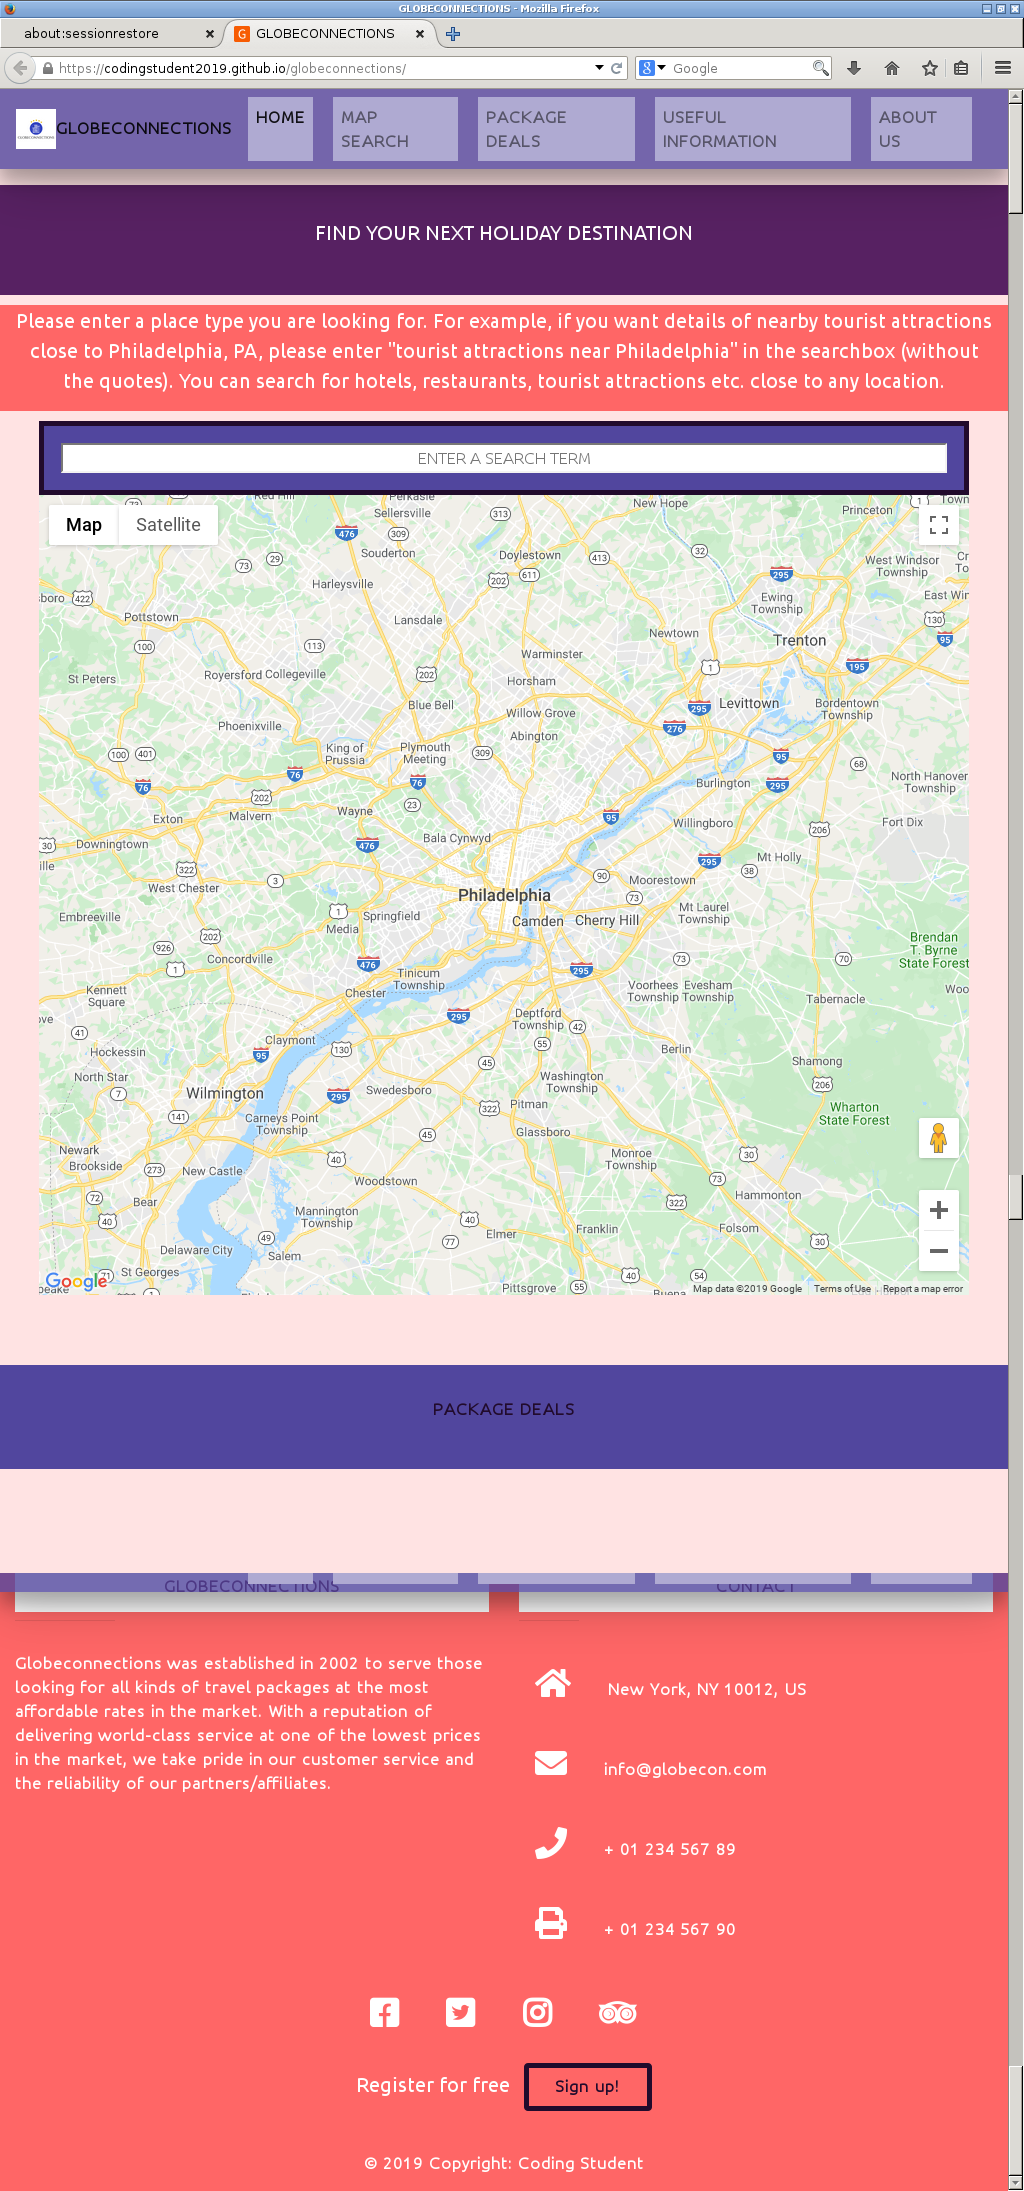 GLOBECONNECTIONS - Mozilla Firefox
about:sessionrestore
GLOBECONNECTIONS
https://codingstudent2019.github.io/globeconnections/
Google
GLOBECONNECTIONS
HOME
MAP
SEARCH
PACKAGE
DEALS
USEFUL
INFORMATION
ABOUT
US
FIND YOUR NEXT HOLIDAY DESTINATION
Please enter a place type you are looking for. For example, if you want details of nearby tourist attractions
close to Philadelphia, PA, please enter "tourist attractions near Philadelphia" in the searchbox (without
the quotes). You can search for hotels, restaurants, tourist attractions etc. close to any location.
ENTER A SEARCH TERM
Map
Satellite
Red Hill
Perkasie
Sellersville
New Hope
Princeton
Souderton
Doylestown
West Windsor
Township
Harleysville
Ewing
Township
East Win
Pottstown
Lansdale
Newtown
Trenton
Warminster
St Peters
Royersford
Collegeville
Horsham
Blue Bell
Levittown
Bordentown
Township
Willow Grove
Phoenixville
Abington
King of
Prussia
Plymouth
Meeting
Burlington
North Hanover
Township
Exton
Malvern
Wayne
Willingboro
Fort Dix
Downingtown
Bala Cynwyd
Mt Holly
West Chester
Moorestown
Philadelphia
Embreeville
Springfield
Media
Camden
Cherry Hill
Mt Laurel
Township
Brendan
T. Byrne
State Forest
Concordville
Tinicum
Township
Kennett
Square
Chester
Voorhees
Township
Evesham
Township
Tabernacle
Woo
Deptford
Township
Hockessin
Claymont
Berlin
Shamong
North Star
Wilmington
Swedesboro
Washington
Township
Pitman
Wharton
State Forest
Carneys Point
Township
Glassboro
Newark
Brookside
New Castle
Monroe
Township
Woodstown
Hammonton
Bear
Mannington
Township
Elmer
Franklin
Folsom
Delaware City
Salem
St Georges
Pittsgrove
Buena
Google
Map data ©2019 Google
Terms of Use
Report a map error
PACKAGE DEALS
GLOBECONNECTIONS
CONTACT
Globeconnections was established in 2002 to serve those
looking for all kinds of travel packages at the most
affordable rates in the market. With a reputation of
delivering world-class service at one of the lowest prices
in the market, we take pride in our customer service and
the reliability of our partners/affiliates.
New York, NY 10012, US
info@globecon.com
+ 01 234 567 89
+ 01 234 567 90
Register for free
Sign up!
© 2019 Copyright: Coding Student